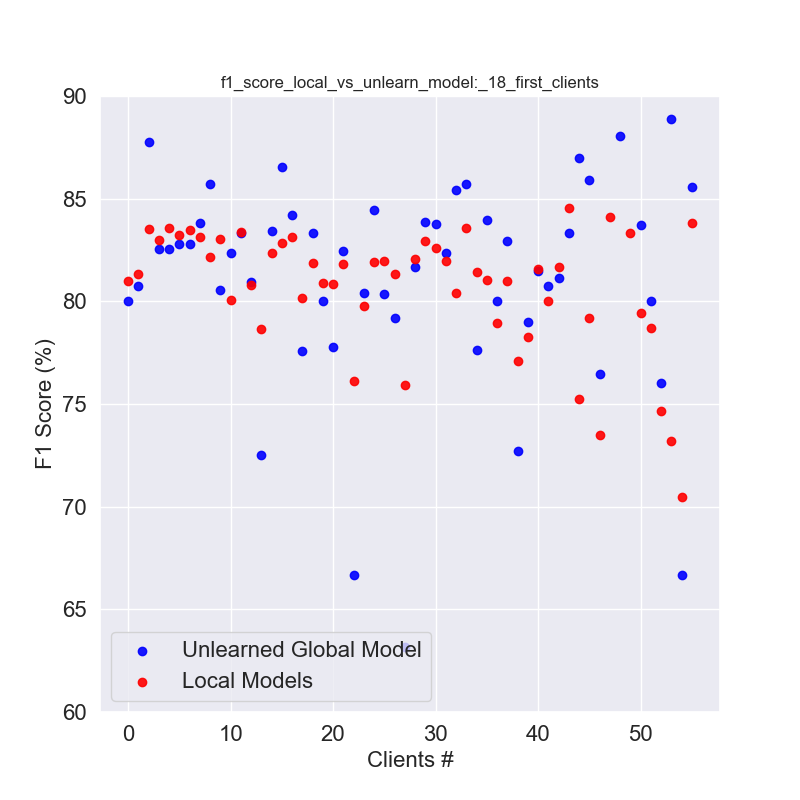 f1_score_local_vs_unlearn_model:_18_first_clients
90
85
80
75
70
65
60
F1 Score (%)
Unlearned Global Model
Local Models
0 10 20 30 40 50
Clients #